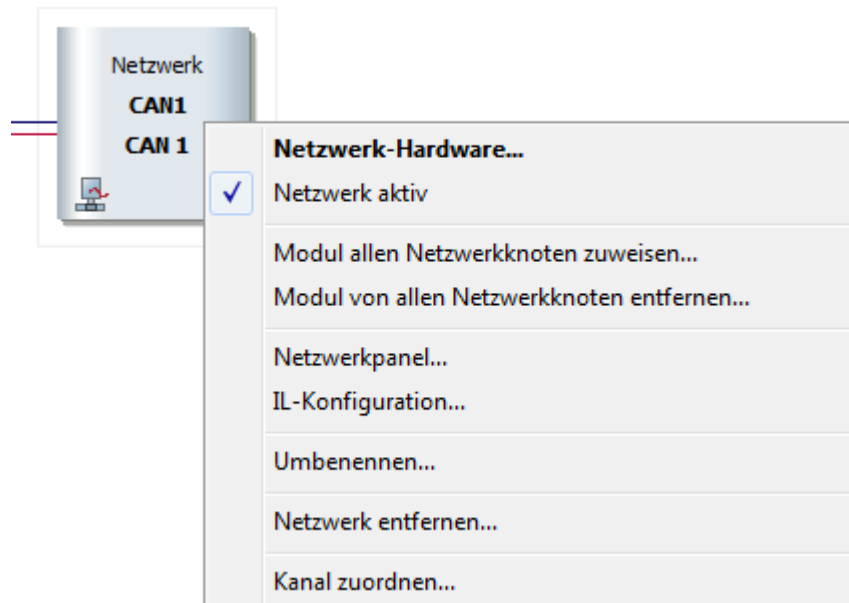 Netzwerk
CAN1
CAN 1
Netzwerk-Hardware...
Netzwerk aktiv
Modul allen Netzwerkknoten zuweisen...
Modul von allen Netzwerkknoten entfernen...
Netzwerkpanel...
IL-Konfiguration...
Umbenennen...
Netzwerk entfernen...
Kanal zuordnen...